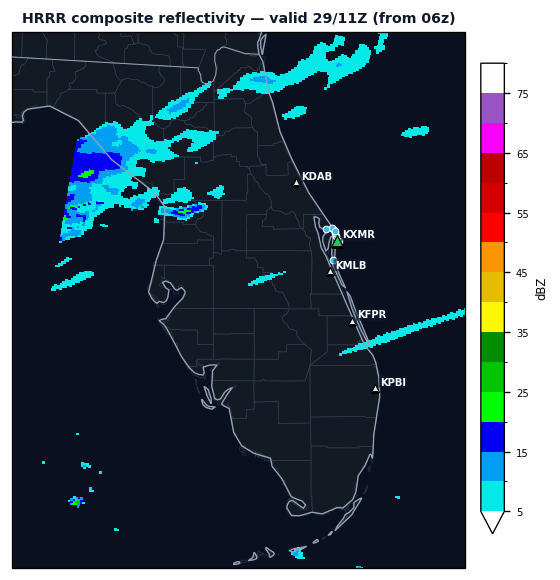 HRRR composite reflectivity — valid 29/11Z (from 06z)
KDAB
KXMR
KMLB
KFPR
KPBI
75
65
55
45
35
25
15
5
dBZ